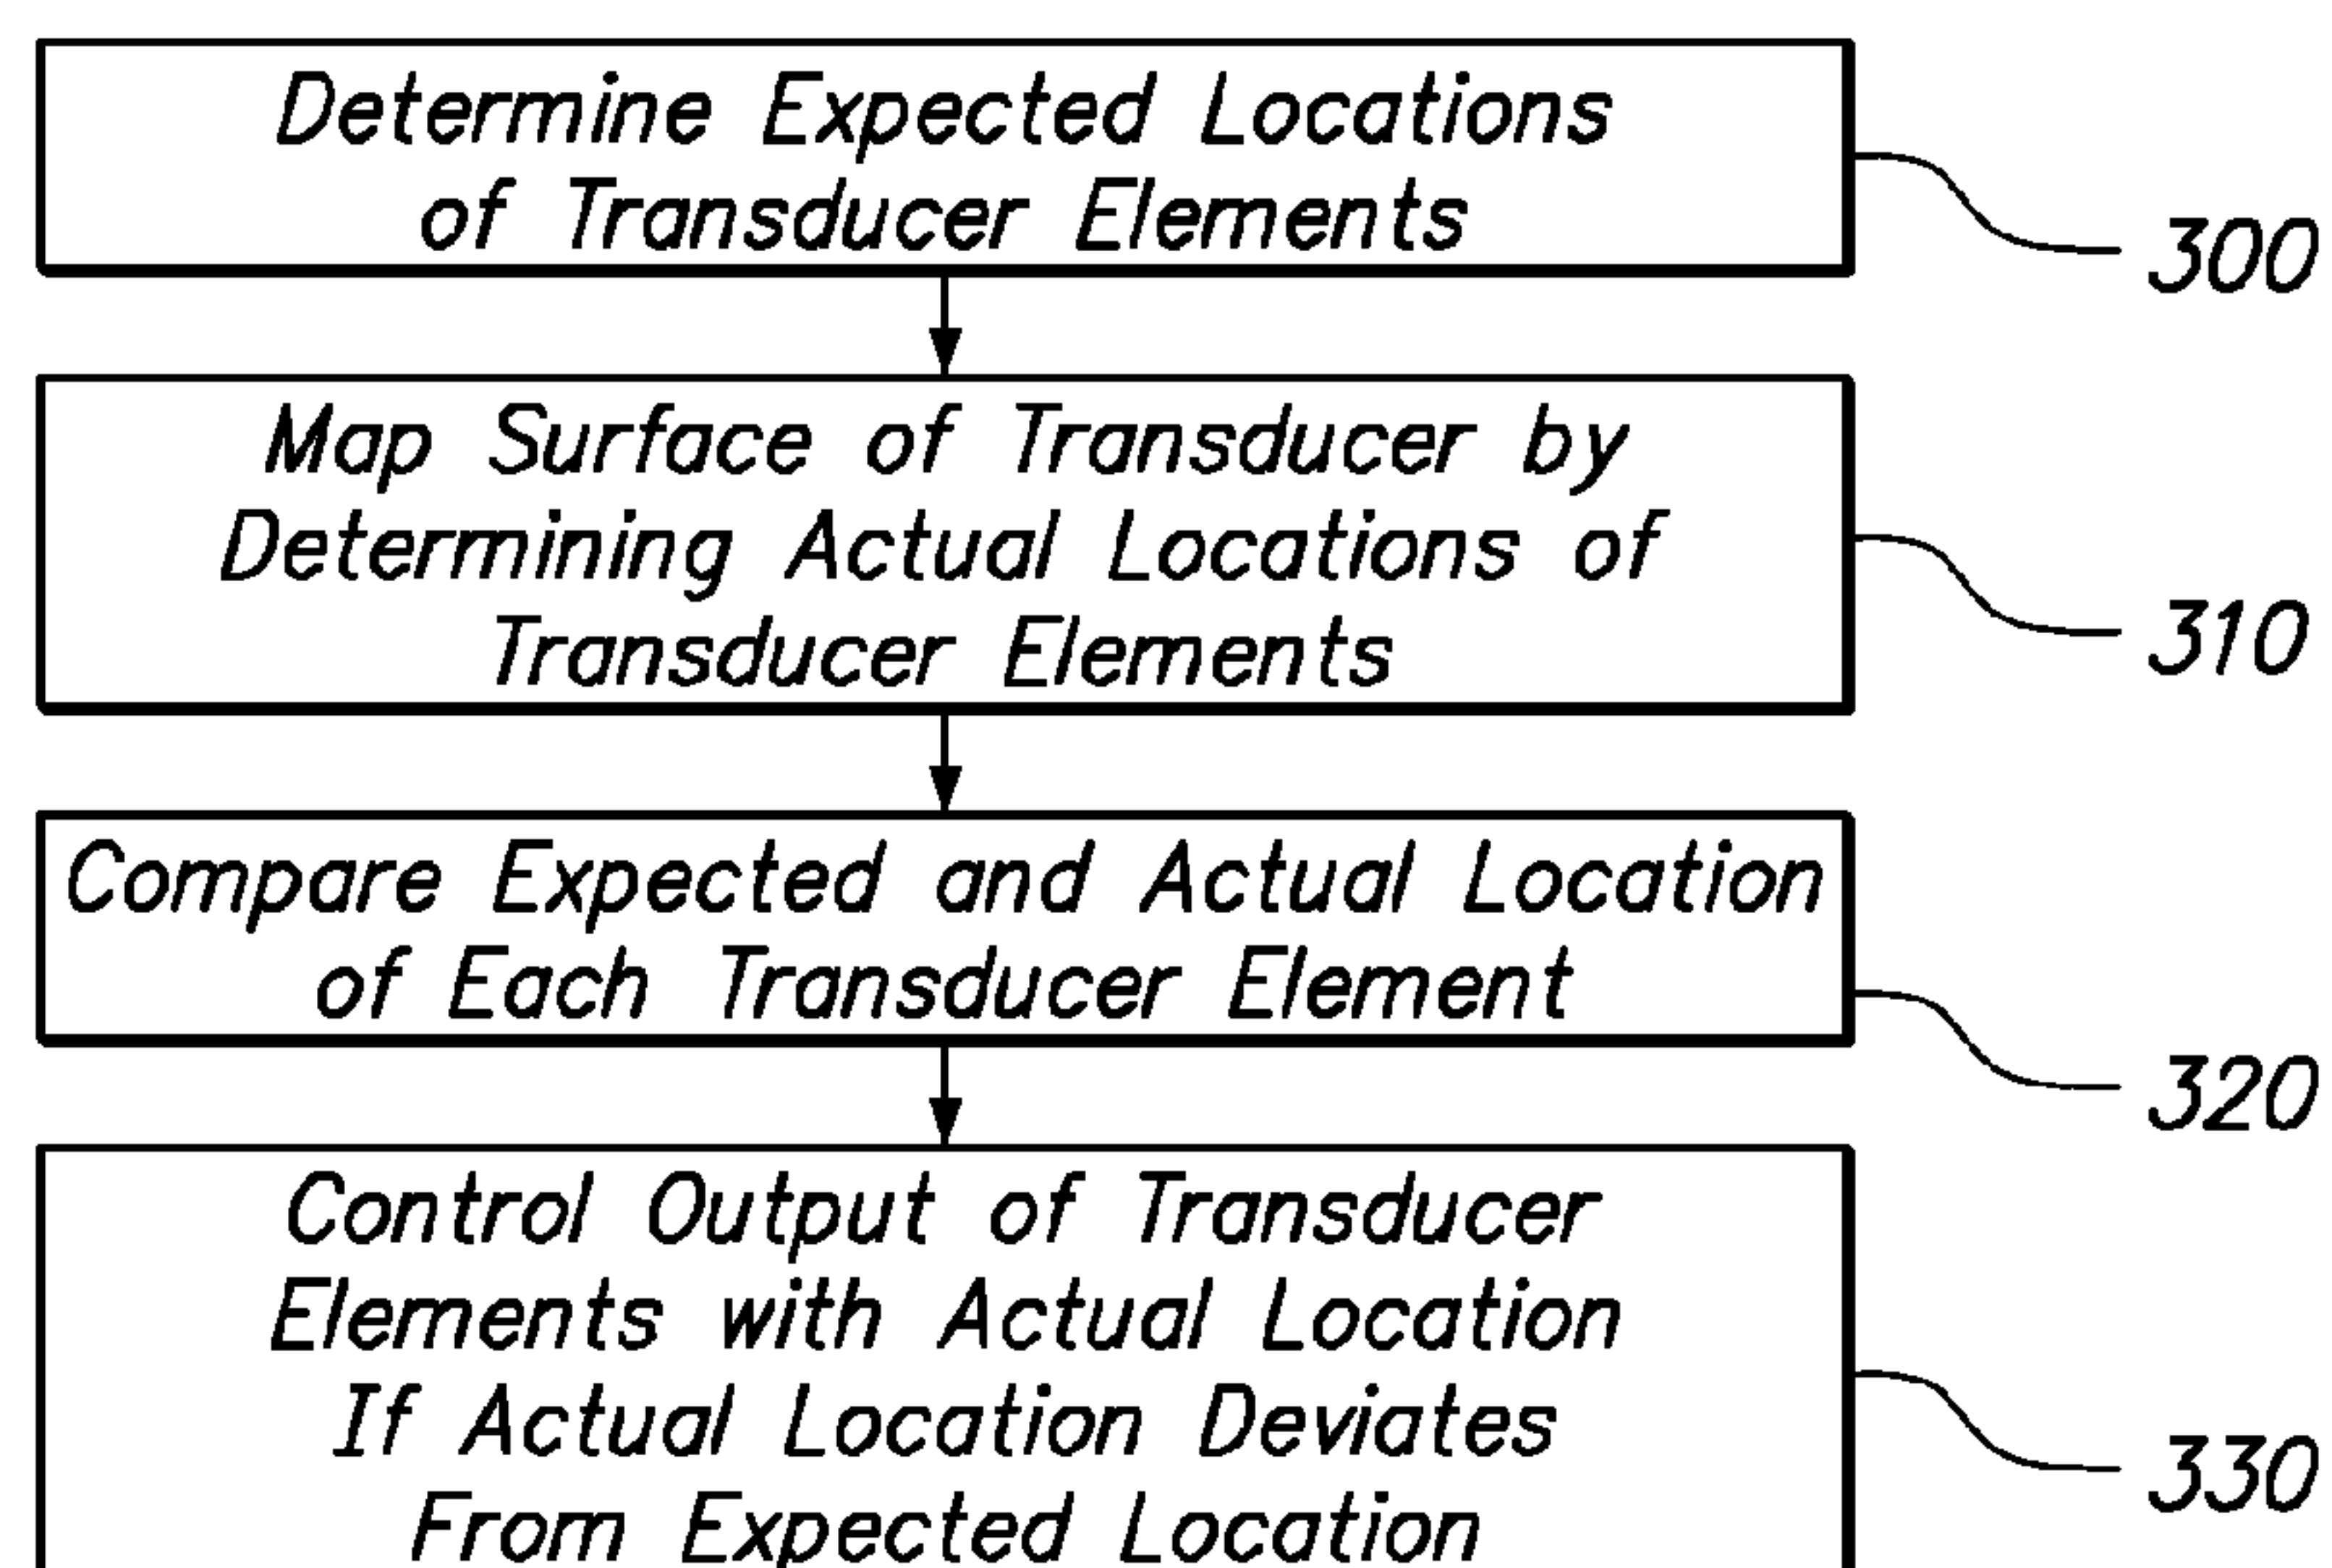 Determine Expected Locations
of Transducer Elements
300
Map Surface of Transducer by
Determining Actual Locations of
Transducer Elements
310
Compare Expected and Actual Location
of Each Transducer Element
320
Control Output of Transducer
Elements with Actual Location
If Actual Location Deviates
From Expected Location
330